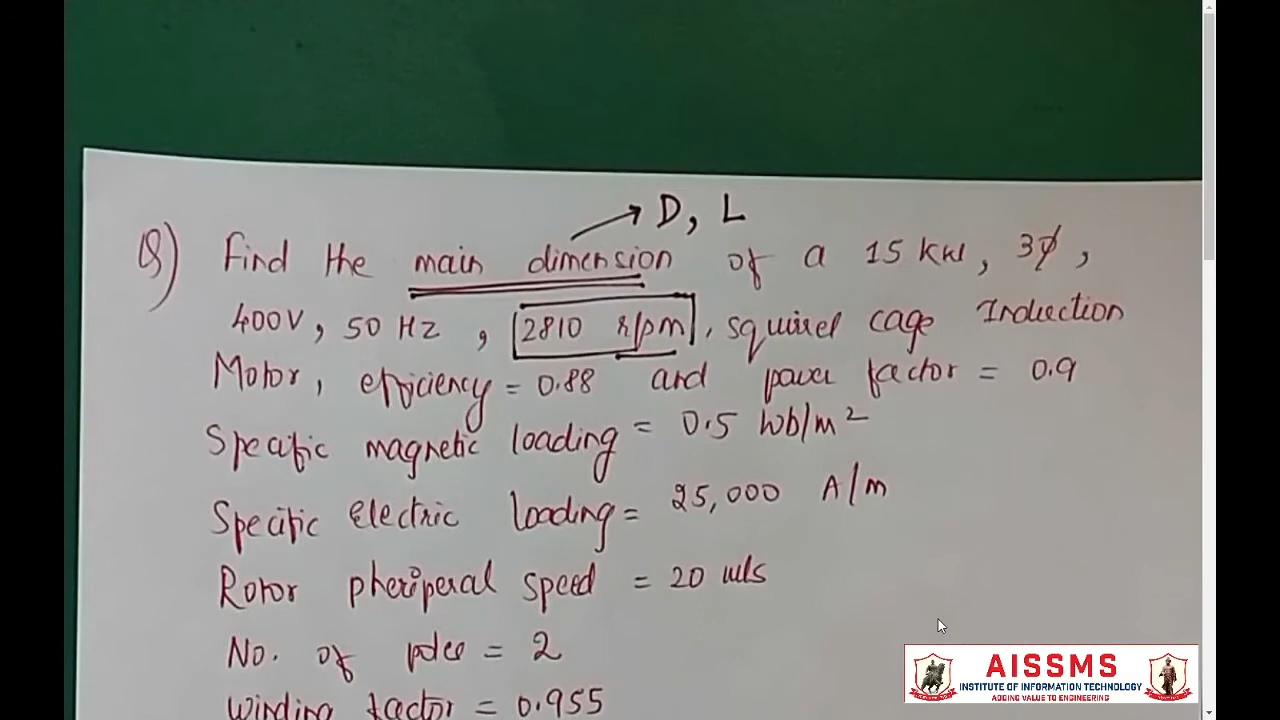 D, L
Q) Find the main dimension of a 15 kW, 3ϕ,
400V, 50 HZ, 2810 r/pm, squirrel cage Induction
Motor, efficiency = 0.88 and power factor = 0.9
Specific magnetic loading = 0.5 wb/m²
Specific electric loading = 25,000 A/m
Rotor pheriperal speed = 20 m/s
No. of poles = 2
Winding factor = 0.955
AISSMS
INSTITUTE OF INFORMATION TECHNOLOGY
ADDING VALUE TO ENGINEERING